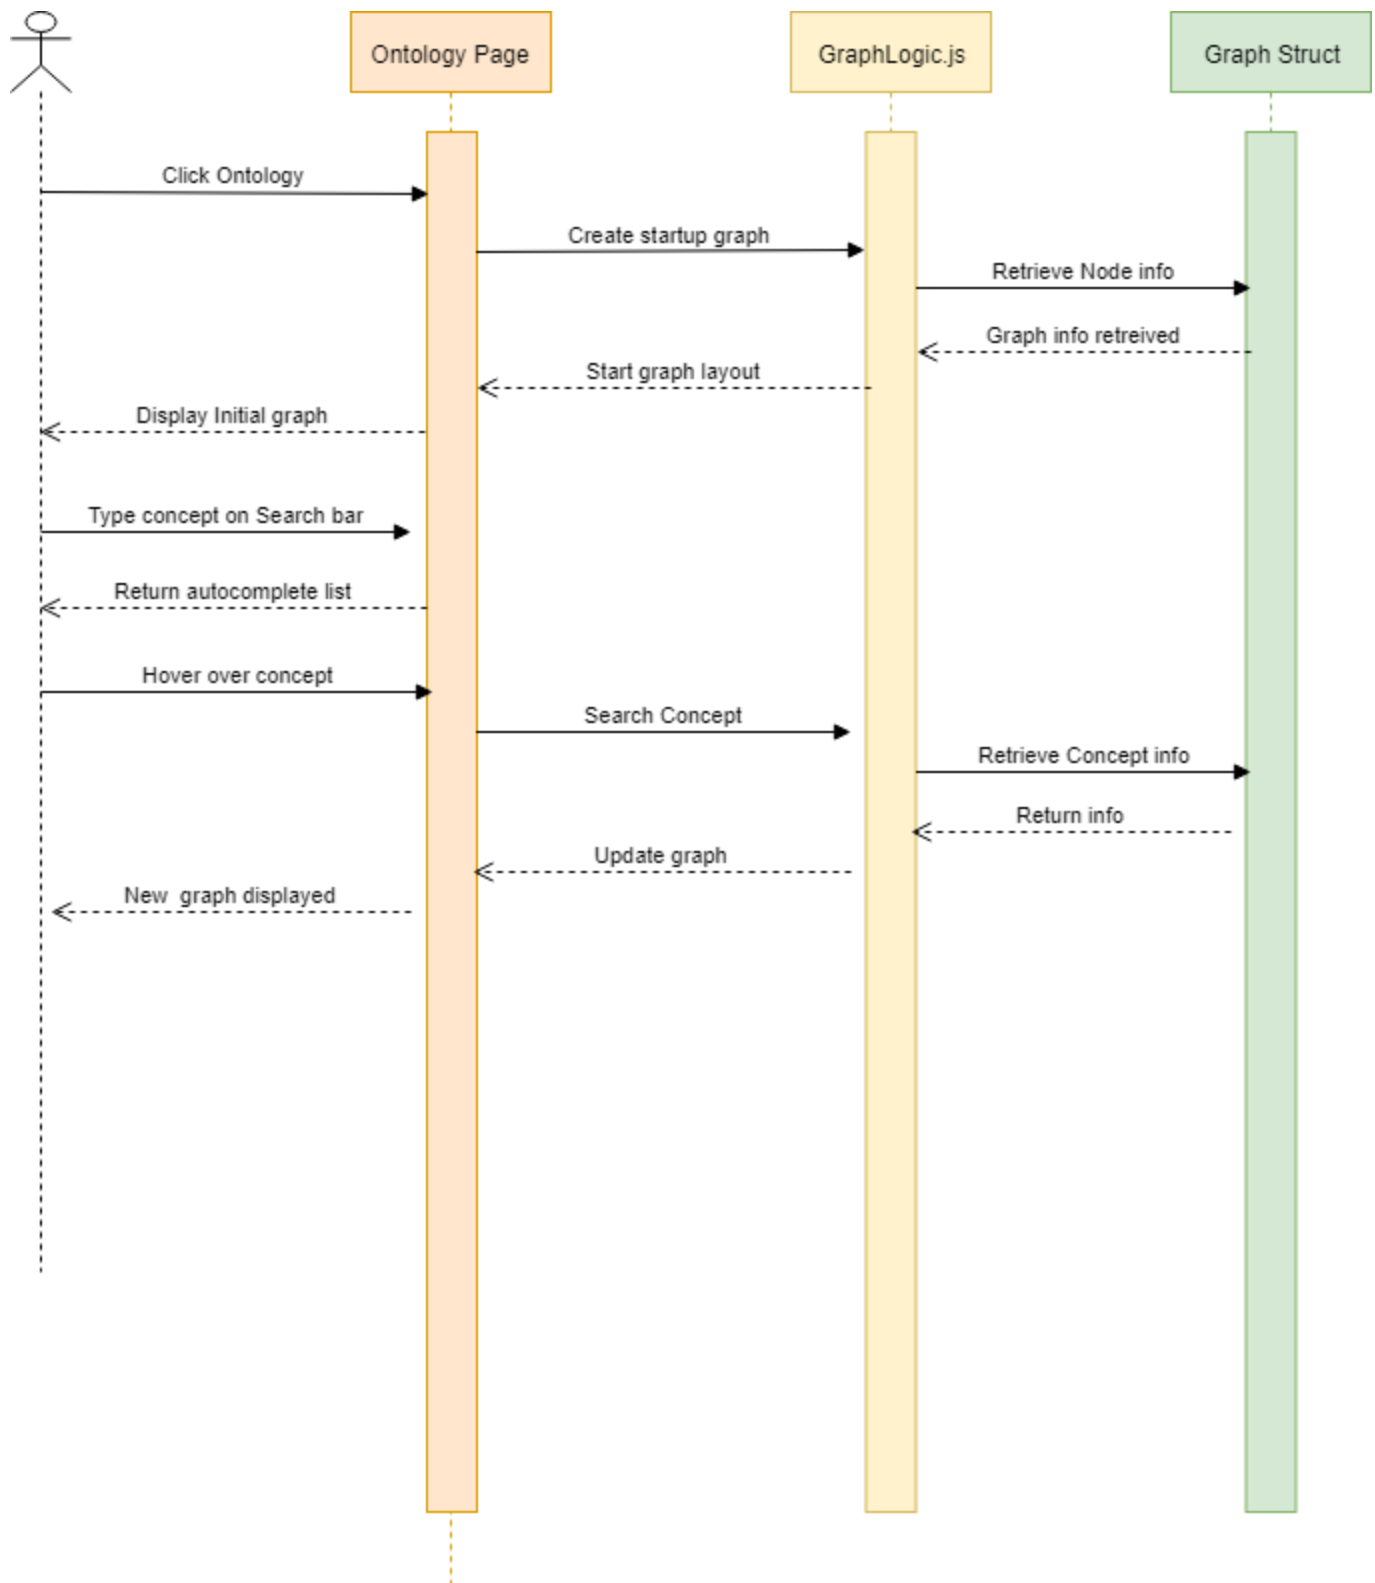 Ontology Page
GraphLogic.js
Graph Struct
Click Ontology
Create startup graph
Retrieve Node info
Graph info retreived
Start graph layout
Display Initial graph
Type concept on Search bar
Return autocomplete list
Hover over concept
Search Concept
Retrieve Concept info
Return info
Update graph
New  graph displayed